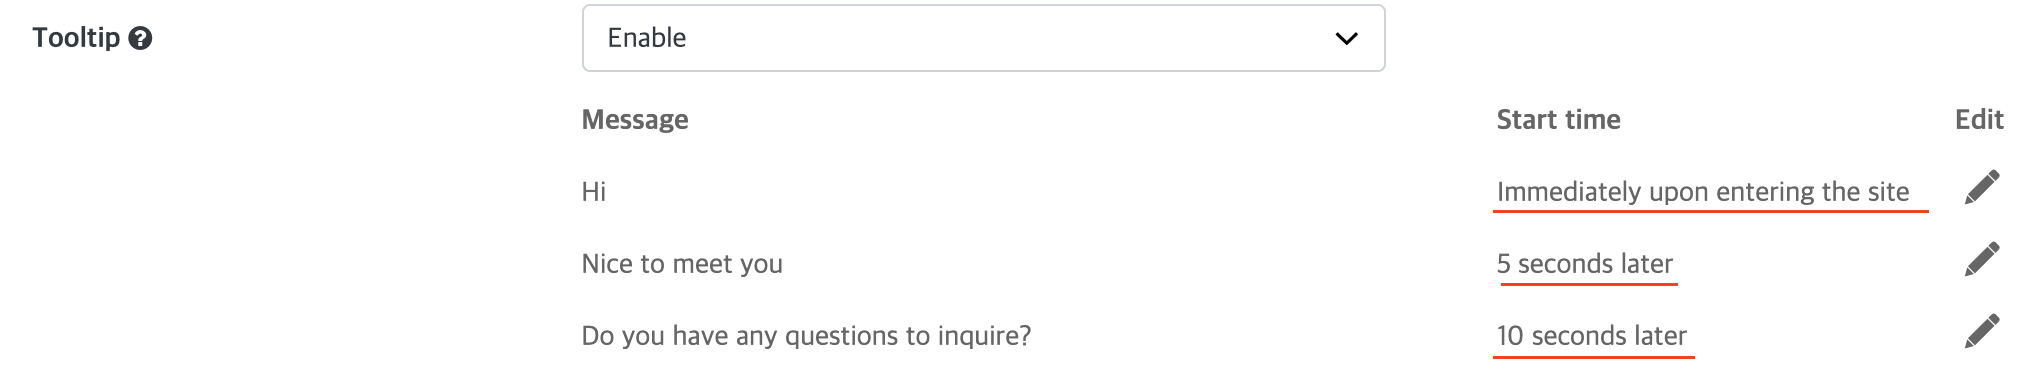 Tooltip ?
Enable
Message Start time Edit
Hi Immediately upon entering the site
Nice to meet you 5 seconds later
Do you have any questions to inquire? 10 seconds later